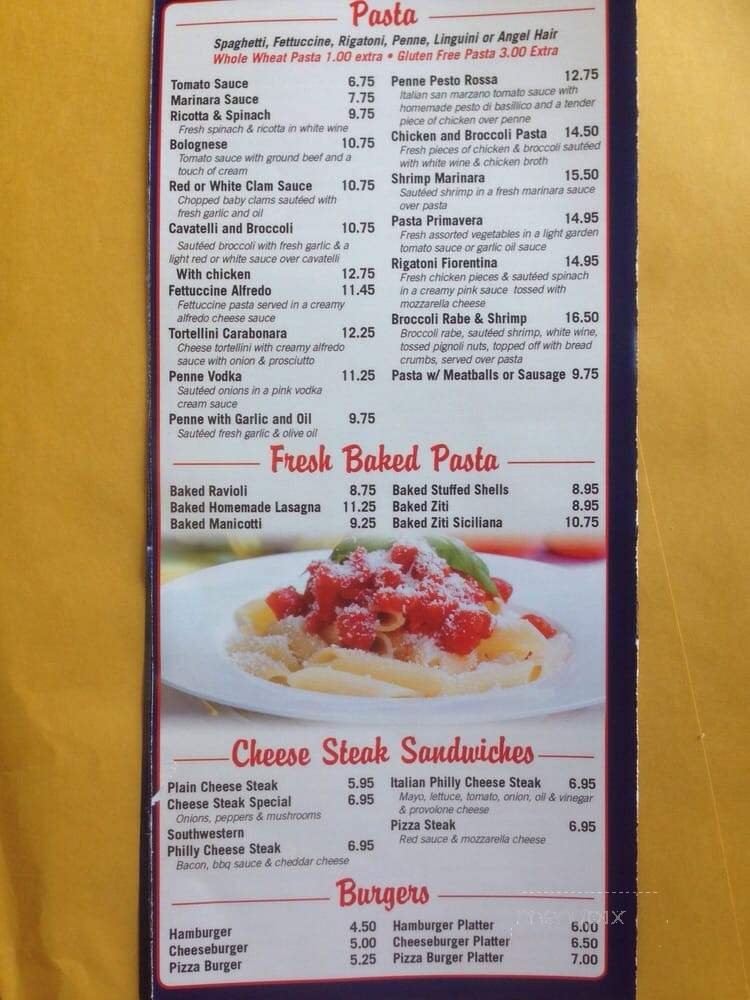 Pasta
Spaghetti, Fettuccine, Rigatoni, Penne, Linguini or Angel Hair
Whole Wheat Pasta 1.00 extra • Gluten Free Pasta 3.00 Extra
Tomato Sauce 6.75
Marinara Sauce 7.75
Ricotta & Spinach 9.75
Fresh spinach & ricotta in white wine
Bolognese 10.75
Tomato sauce with ground beef and a
touch of cream
Red or White Clam Sauce 10.75
Chopped baby clams sautéed with
fresh garlic and oil
Cavatelli and Broccoli 10.75
Sautéed broccoli with fresh garlic & a
light red or white sauce over cavatelli
With chicken 12.75
Fettuccine Alfredo 11.45
Fettuccine pasta served in a creamy
alfredo cheese sauce
Tortellini Carabonara 12.25
Cheese tortellini with creamy alfredo
sauce with onion & prosciutto
Penne Vodka 11.25
Sautéed onions in a pink vodka
cream sauce
Penne with Garlic and Oil 9.75
Sautéed fresh garlic & olive oil
Penne Pesto Rossa 12.75
Italian san marzano tomato sauce with
homemade pesto di basillico and a tender
piece of chicken over penne
Chicken and Broccoli Pasta 14.50
Fresh pieces of chicken & broccoli sautéed
with white wine & chicken broth
Shrimp Marinara 15.50
Sautéed shrimp in a fresh marinara sauce
over pasta
Pasta Primavera 14.95
Fresh assorted vegetables in a light garden
tomato sauce or garlic oil sauce
Rigatoni Fiorentina 14.95
Fresh chicken pieces & sautéed spinach
in a creamy pink sauce tossed with
mozzarella cheese
Broccoli Rabe & Shrimp 16.50
Broccoli rabe, sautéed shrimp, white wine,
tossed pignoli nuts, topped off with bread
crumbs, served over pasta
Pasta w/ Meatballs or Sausage 9.75
Fresh Baked Pasta
Baked Ravioli 8.75
Baked Homemade Lasagna 11.25
Baked Manicotti 9.25
Baked Stuffed Shells 8.95
Baked Ziti 8.95
Baked Ziti Siciliana 10.75
Cheese Steak Sandwiches
Plain Cheese Steak 5.95
Cheese Steak Special 6.95
Onions, peppers & mushrooms
Southwestern
Philly Cheese Steak 6.95
Bacon, bbq sauce & cheddar cheese
Italian Philly Cheese Steak 6.95
Mayo, lettuce, tomato, onion, oil & vinegar
& provolone cheese
Pizza Steak 6.95
Red sauce & mozzarella cheese
Burgers
Hamburger 4.50
Cheeseburger 5.00
Pizza Burger 5.25
Hamburger Platter 6.00
Cheeseburger Platter 6.50
Pizza Burger Platter 7.00